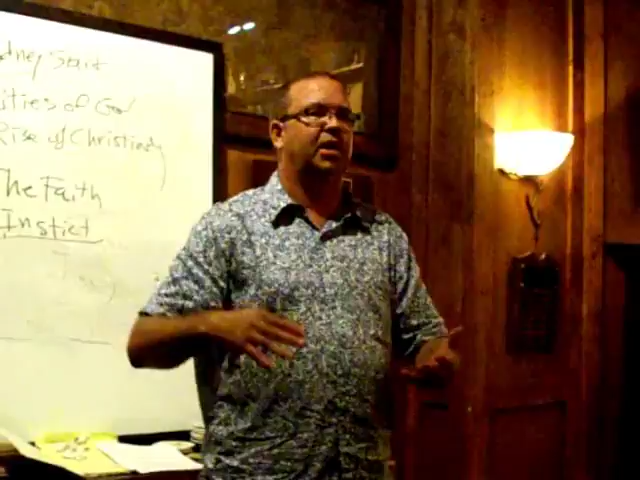 dney Stark
ities of God
Rise of Christianity
The Faith
Instict